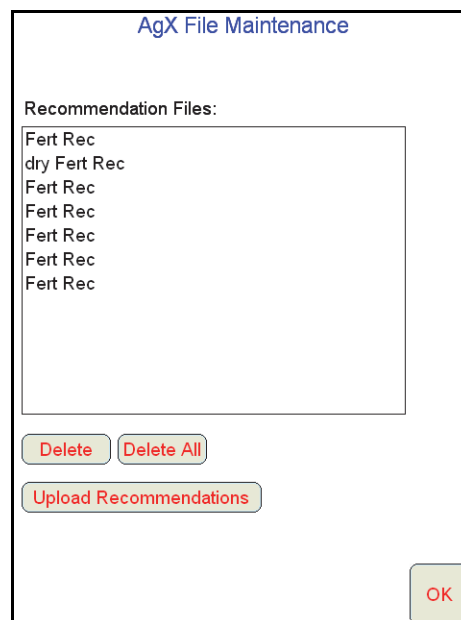 AgX File Maintenance
Recommendation Files:
Fert Rec
dry Fert Rec
Fert Rec
Fert Rec
Fert Rec
Fert Rec
Fert Rec
Delete Delete All
Upload Recommendations
OK